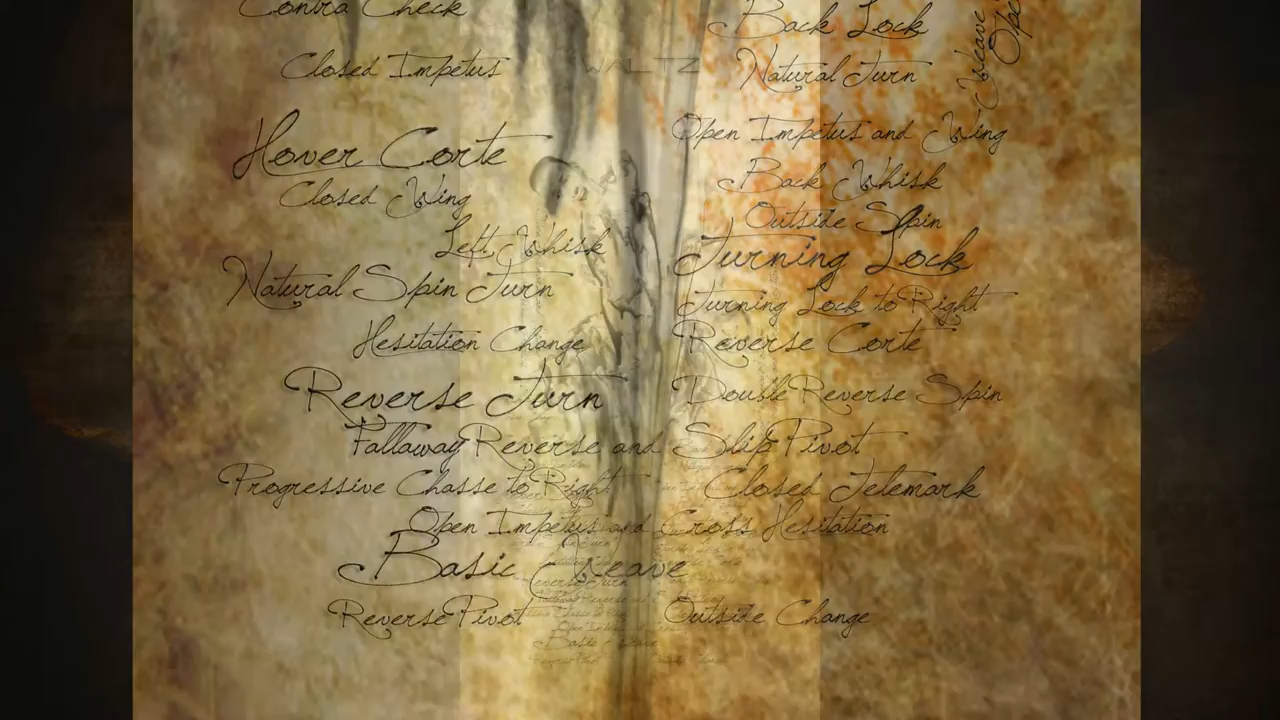 Contra Check
Back Lock
Weave
Closed Impetus
WALTZ
Natural Turn
Open Impetus and Wing
Hover Corte
Closed Wing
Back Whisk
Outside Spin
Left Whisk
Turning Lock
Natural Spin Turn
Turning Lock to Right
Hesitation Change
Reverse Corte
Reverse Turn
Double Reverse Spin
Fallaway Reverse and Slip Pivot
Progressive Chasse to Right
Closed Telemark
Open Impetus and Cross Hesitation
Basic Weave
Reverse Pivot
Outside Change